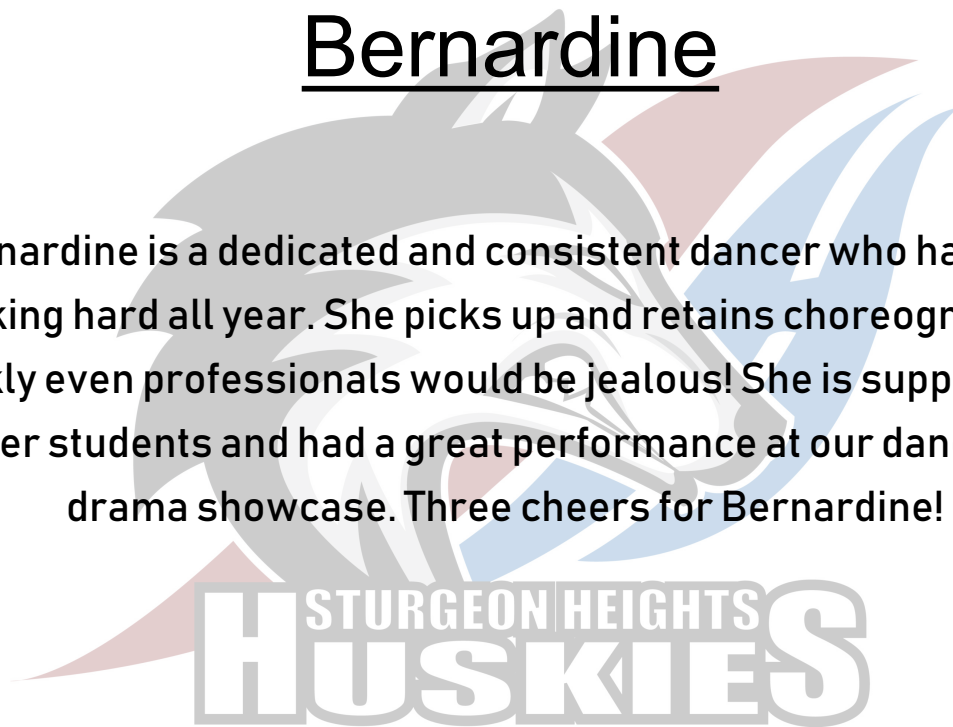 Bernardine
nardine is a dedicated and consistent dancer who ha
king hard all year. She picks up and retains choreogr
kly even professionals would be jealous! She is supp
er students and had a great performance at our dan
drama showcase. Three cheers for Bernardine!
STURGEON HEIGHTS
HUSKIES